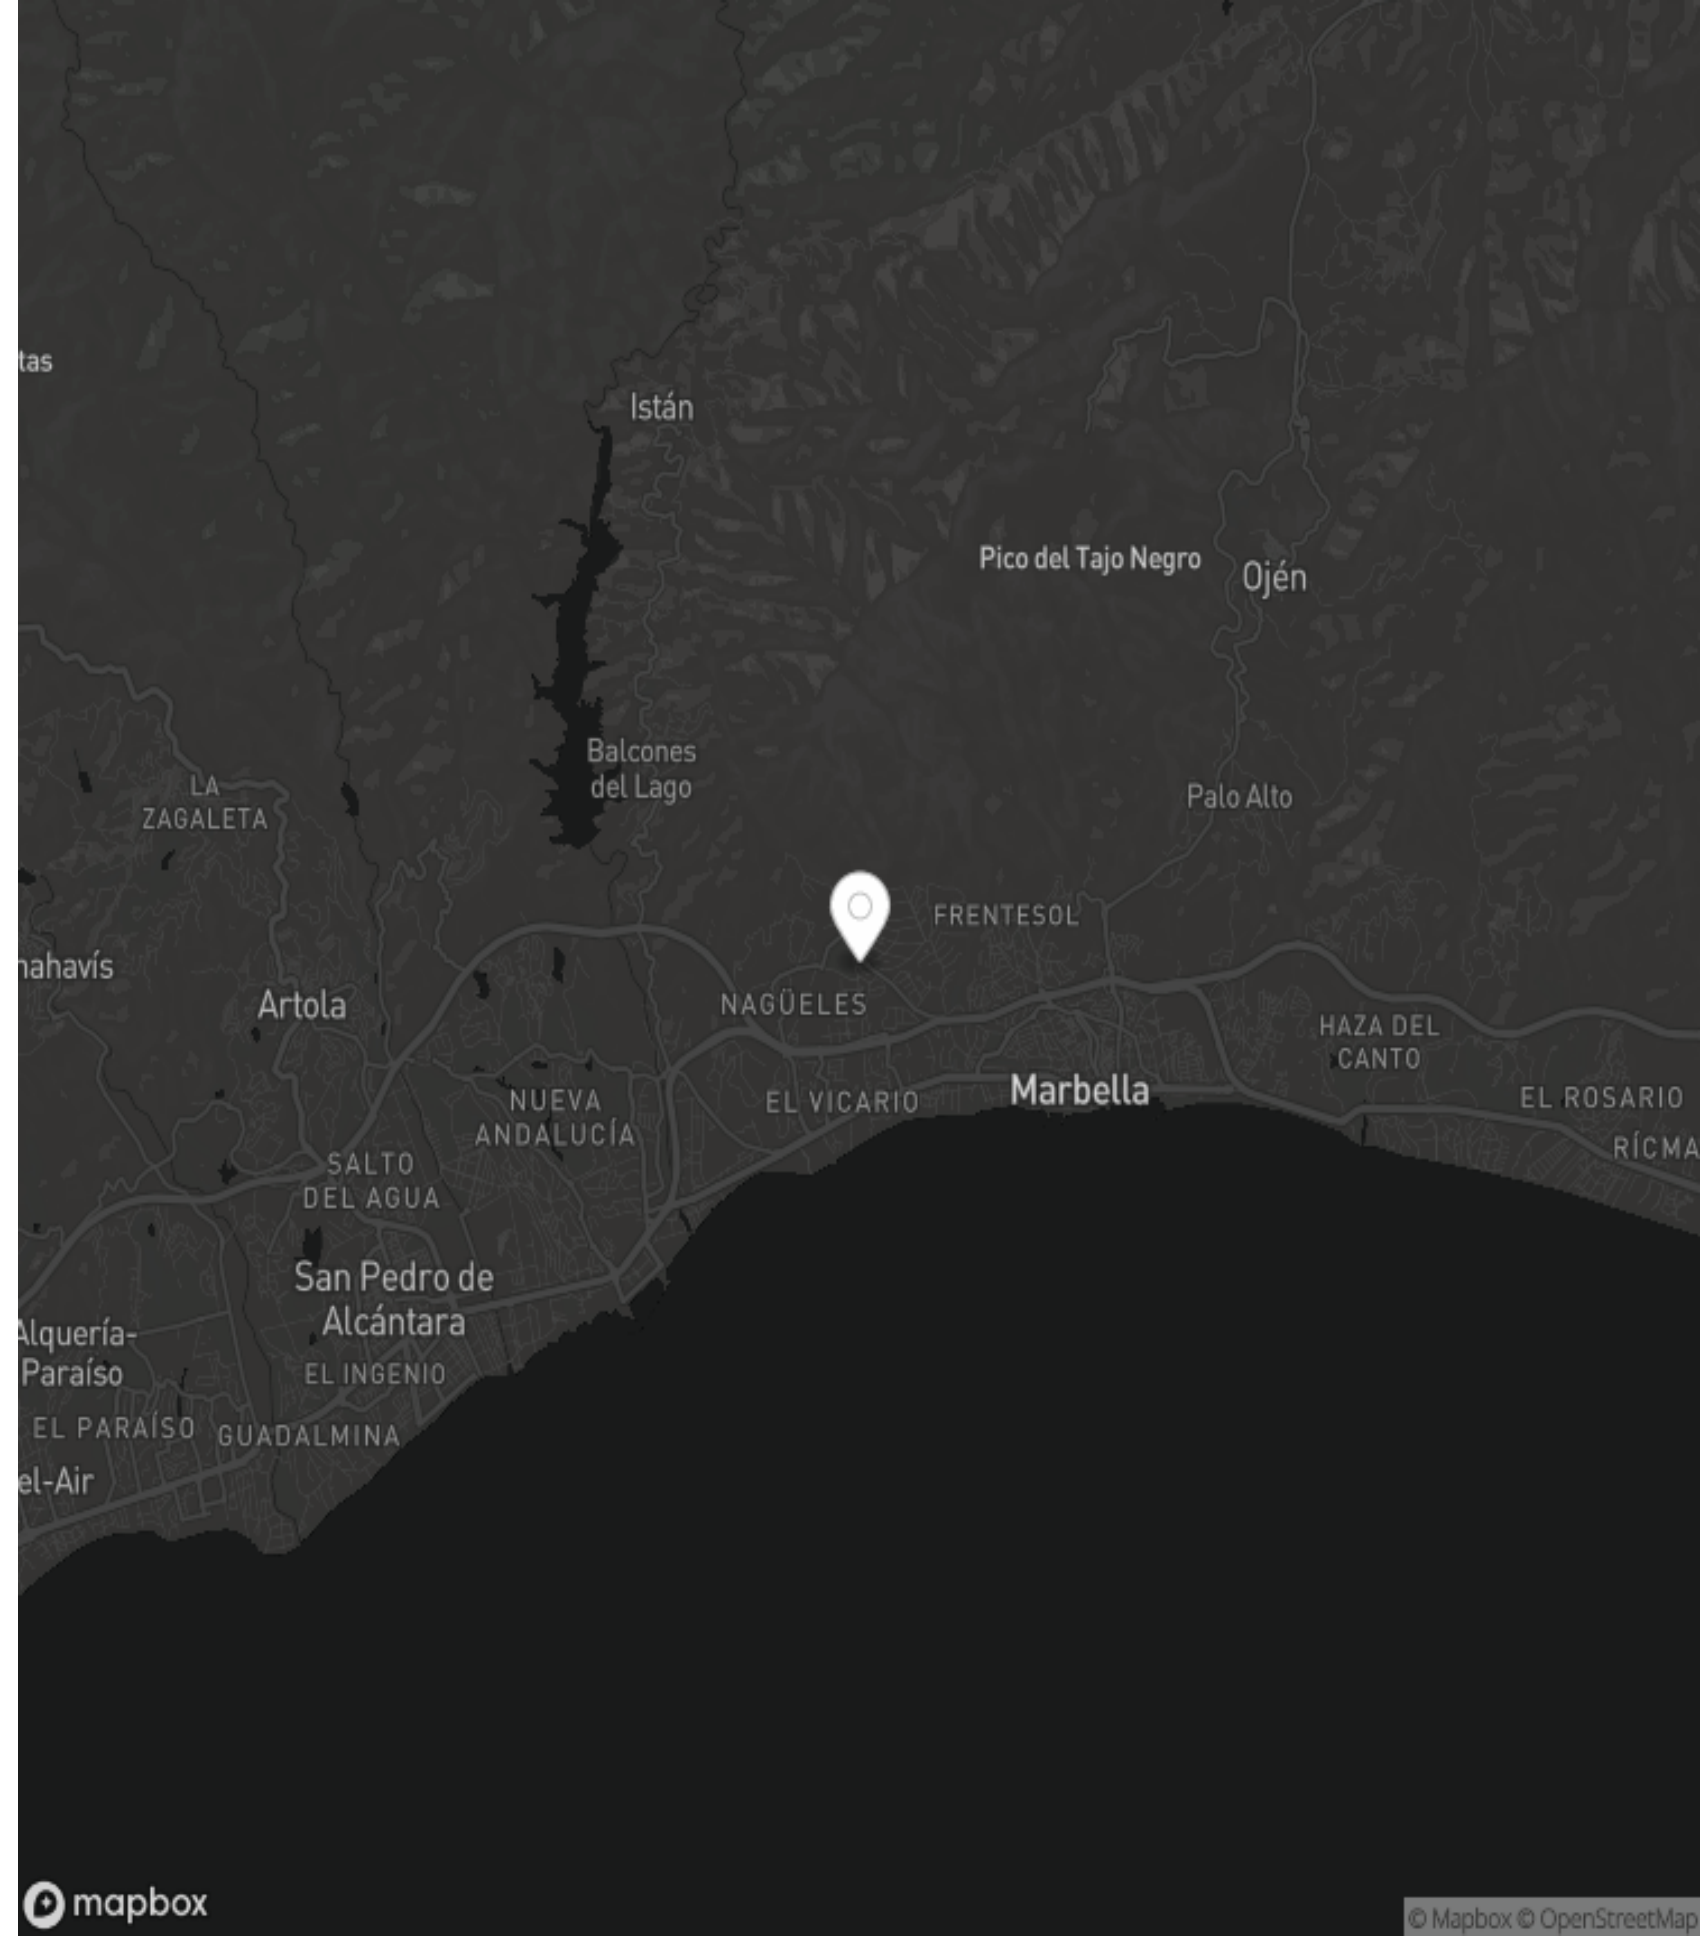 tas
Istán
Pico del Tajo Negro
Ojén
Balcones
del Lago
LA
ZAGALETA
Palo Alto
FRENTESOL
nahavís
Artola
NAGÜELES
HAZA DEL
CANTO
Marbella
EL ROSARIO
NUEVA
ANDALUCÍA
EL VICARIO
RÍCMA
SALTO
DEL AGUA
San Pedro de
Alcántara
Alquería-
Paraíso
EL INGENIO
EL PARAÍSO
GUADALMINA
el-Air
mapbox
© Mapbox © OpenStreetMap